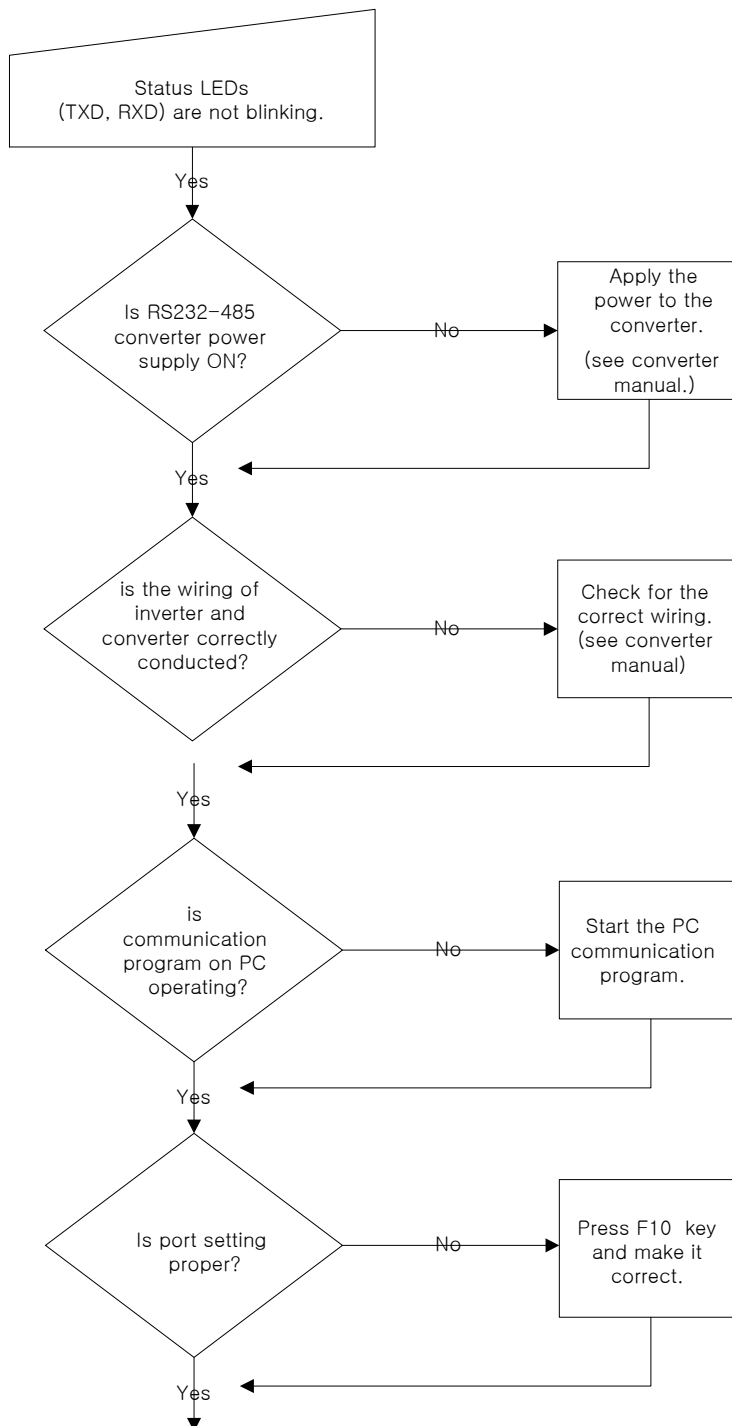 Status LEDs
(TXD, RXD) are not blinking.
Yes
Is RS232-485
converter power
supply ON?
No
Apply the
power to the
converter.
(see converter
manual.)
Yes
is the wiring of
inverter and
converter correctly
conducted?
No
Check for the
correct wiring.
(see converter
manual)
Yes
is
communication
program on PC
operating?
No
Start the PC
communication
program.
Yes
Is port setting
proper?
No
Press F10 key
and make it
correct.
Yes